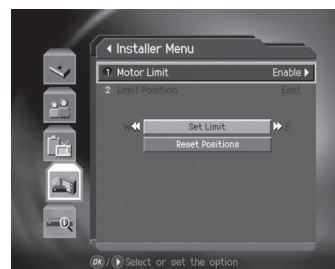 Installer Menu
1 Motor Limit Enable
2 Limit Position East
W Set Limit E
Reset Positions
OK / Select or set the option